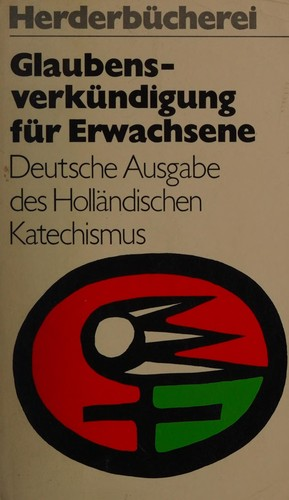 Herderbücherei
Glaubens-
verkündigung
für Erwachsene
Deutsche Ausgabe
des Holländischen
Katechismus